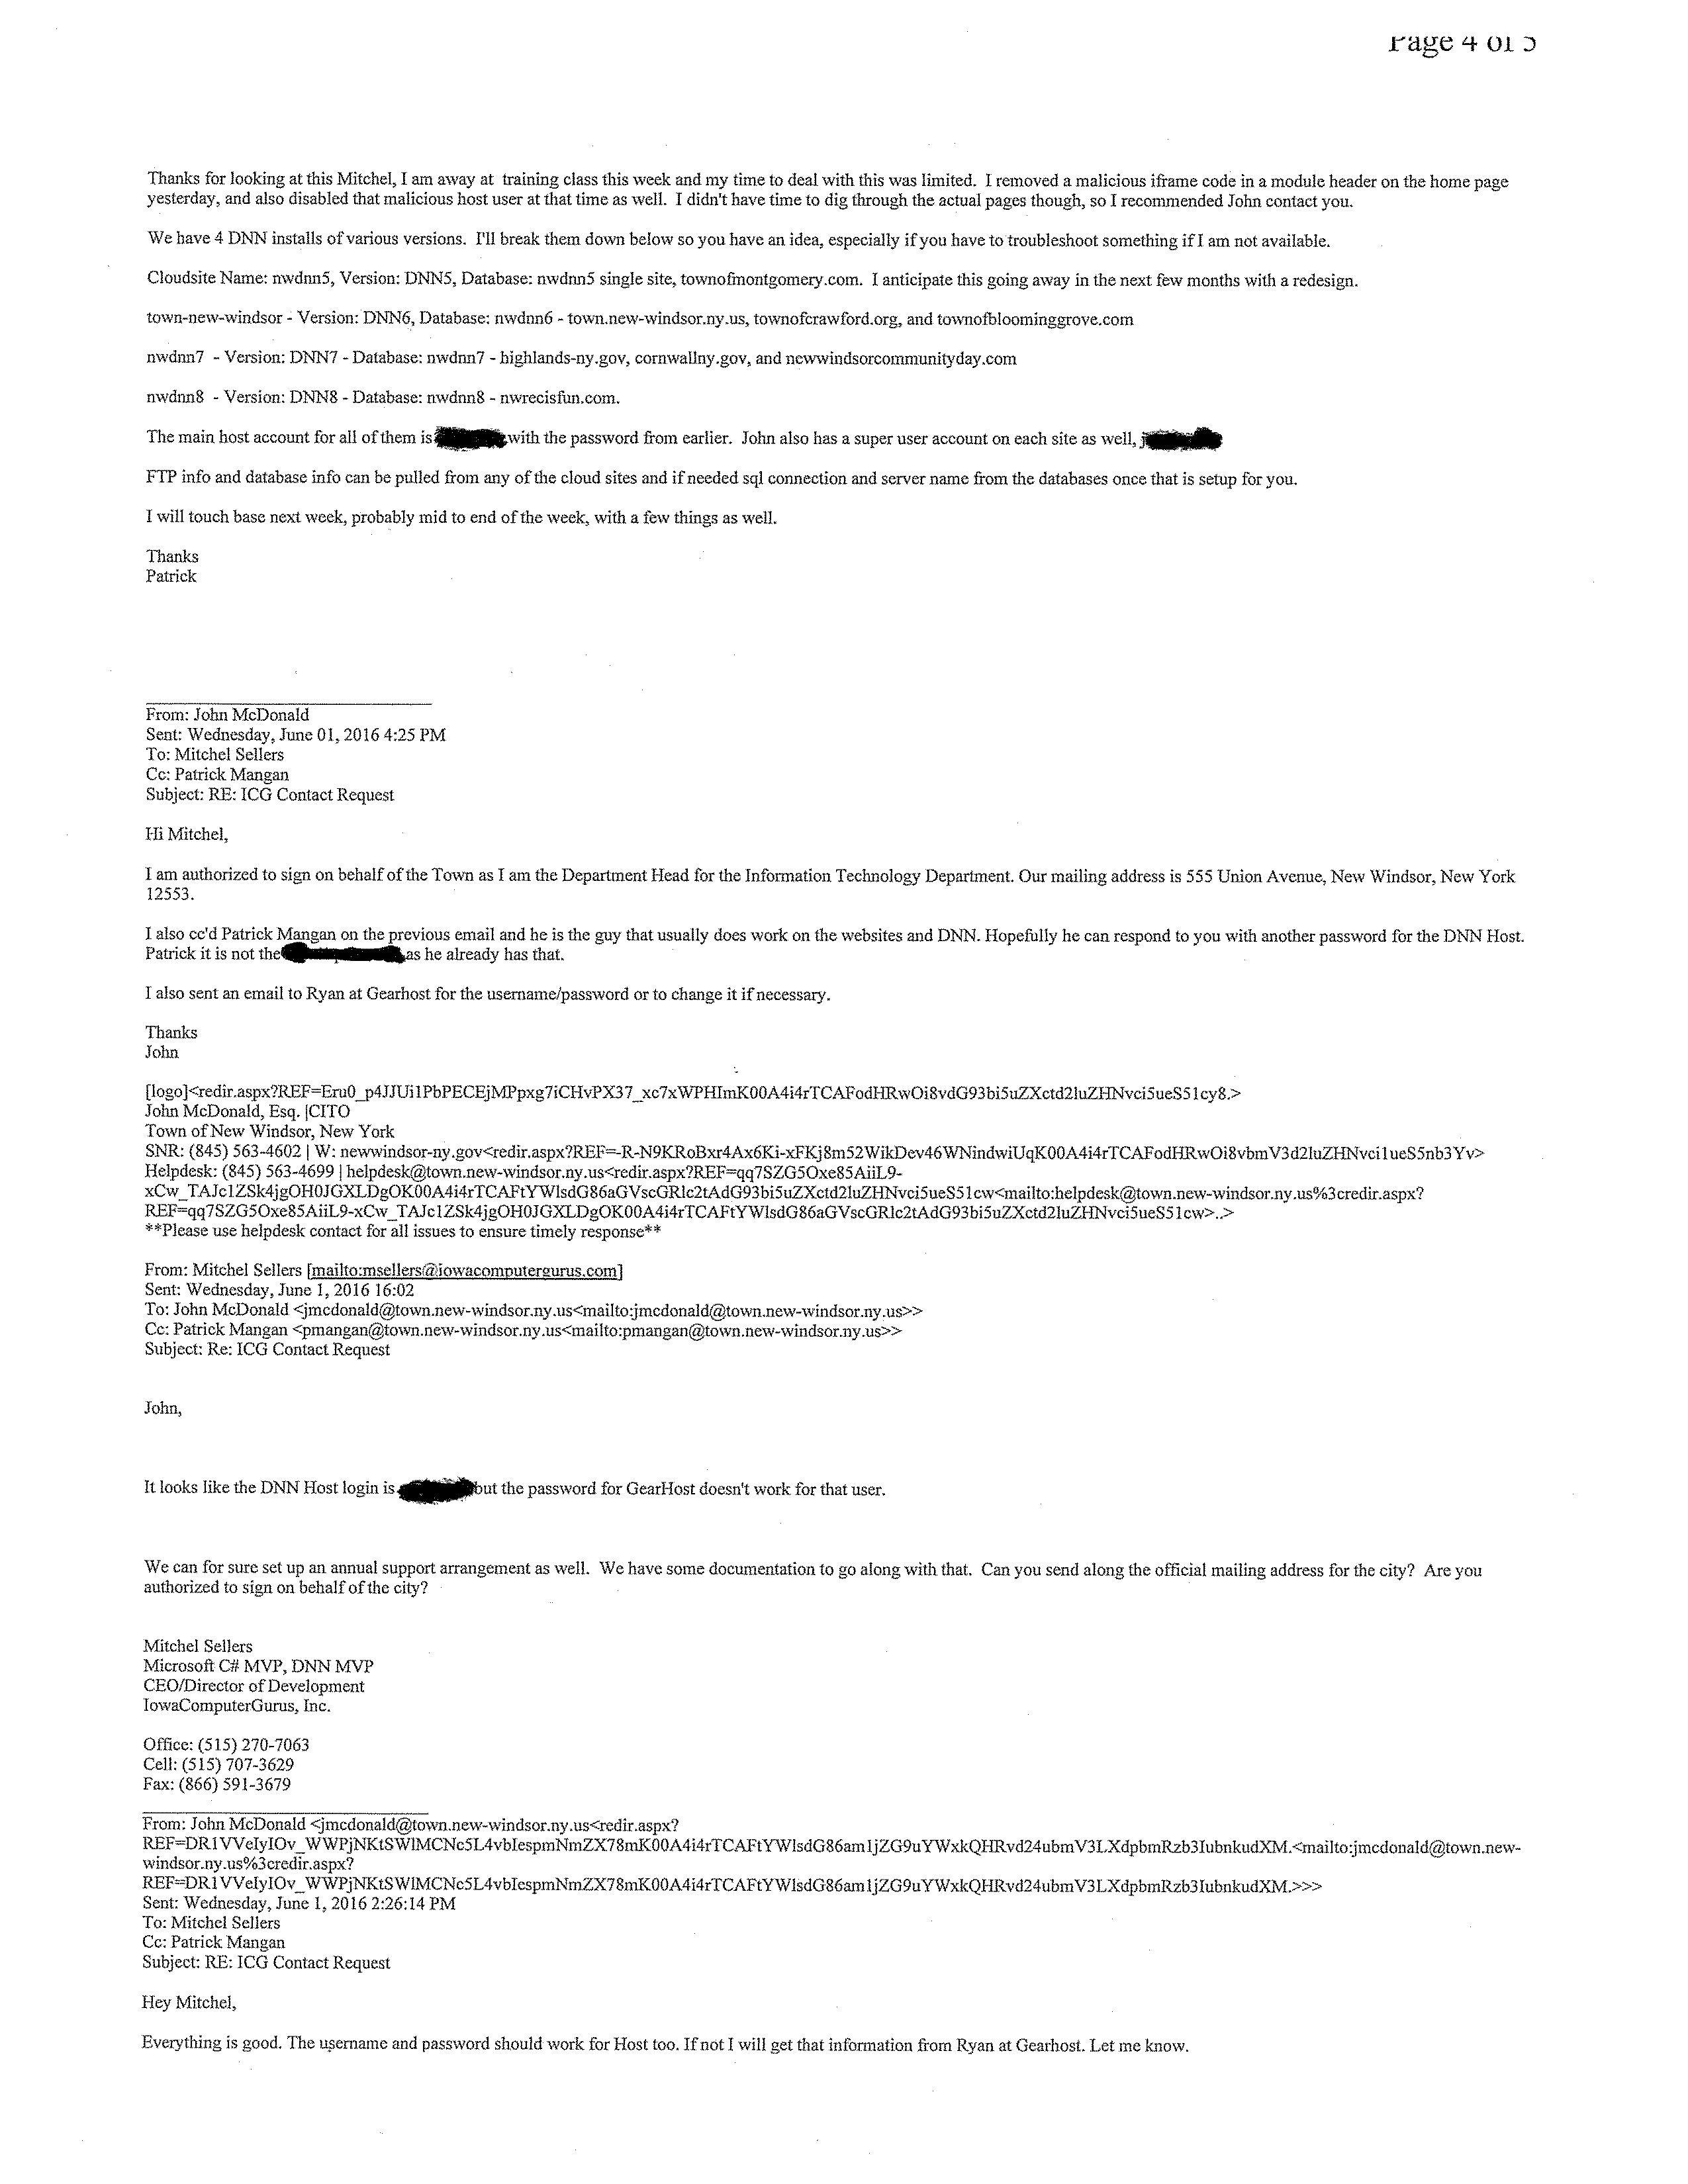 Page 4 of 5
Thanks for looking at this Mitchel, I am away at training class this week and my time to deal with this was limited. I removed a malicious iframe code in a module header on the home page
yesterday, and also disabled that malicious host user at that time as well. I didn't have time to dig through the actual pages though, so I recommended John contact you.
We have 4 DNN installs of various versions. I'll break them down below so you have an idea, especially if you have to troubleshoot something if I am not available.
Cloudsite Name: nwdnn5, Version: DNN5, Database: nwdnn5 single site, townofmontgomery.com. I anticipate this going away in the next few months with a redesign.
town-new-windsor - Version: DNN6, Database: nwdnn6 - town.new-windsor.ny.us, townofcrawford.org, and townofbloominggrove.com
nwdnn7 - Version: DNN7 - Database: nwdnn7 - highlands-ny.gov, cornwallny.gov, and newwindsorcommunityday.com
nwdnn8 - Version: DNN8 - Database: nwdnn8 - nwrecisfun.com.
The main host account for all of them is with the password from earlier. John also has a super user account on each site as well, j
FTP info and database info can be pulled from any of the cloud sites and if needed sql connection and server name from the databases once that is setup for you.
I will touch base next week, probably mid to end of the week, with a few things as well.
Thanks
Patrick
From: John McDonald
Sent: Wednesday, June 01, 2016 4:25 PM
To: Mitchel Sellers
Cc: Patrick Mangan
Subject: RE: ICG Contact Request
Hi Mitchel,
I am authorized to sign on behalf of the Town as I am the Department Head for the Information Technology Department. Our mailing address is 555 Union Avenue, New Windsor, New York
12553.
I also cc'd Patrick Mangan on the previous email and he is the guy that usually does work on the websites and DNN. Hopefully he can respond to you with another password for the DNN Host.
Patrick it is not the as he already has that.
I also sent an email to Ryan at Gearhost for the username/password or to change it if necessary.
Thanks
John
[logo]<redir.aspx?REF=Eru0_p4JJUi1PbPECEjMPpxg7iCHvPX37_xc7xWPHImK00A4i4rTCAFodHRwOi8vdG93bi5uZXctd2luZHNvci5ueS51cy8.>
John McDonald, Esq. |CITO
Town of New Windsor, New York
SNR: (845) 563-4602 | W: newwindsor-ny.gov<redir.aspx?REF=-R-N9KRoBxr4Ax6Ki-xFKj8m52WikDev46WNindwiUqK00A4i4rTCAFodHRwOi8vbmV3d2luZHNvci1ueS5nb3Yv>
Helpdesk: (845) 563-4699 | helpdesk@town.new-windsor.ny.us<redir.aspx?REF=qq7SZG5Oxe85AiiL9-
xCw_TAJc1ZSk4jgOH0JGXLDgOK00A4i4rTCAFtYWlsdG86aGVscGRlc2tAdG93bi5uZXctd2luZHNvci5ueS51cw<mailto:helpdesk@town.new-windsor.ny.us%3credir.aspx?
REF=qq7SZG5Oxe85AiiL9-xCw_TAJc1ZSk4jgOH0JGXLDgOK00A4i4rTCAFtYWlsdG86aGVscGRlc2tAdG93bi5uZXctd2luZHNvci5ueS51cw>..>
**Please use helpdesk contact for all issues to ensure timely response**
From: Mitchel Sellers [mailto:msellers@iowacomputergurus.com]
Sent: Wednesday, June 1, 2016 16:02
To: John McDonald <jmcdonald@town.new-windsor.ny.us<mailto:jmcdonald@town.new-windsor.ny.us>>
Cc: Patrick Mangan <pmangan@town.new-windsor.ny.us<mailto:pmangan@town.new-windsor.ny.us>>
Subject: Re: ICG Contact Request
John,
It looks like the DNN Host login is but the password for GearHost doesn't work for that user.
We can for sure set up an annual support arrangement as well. We have some documentation to go along with that. Can you send along the official mailing address for the city? Are you
authorized to sign on behalf of the city?
Mitchel Sellers
Microsoft C# MVP, DNN MVP
CEO/Director of Development
IowaComputerGurus, Inc.
Office: (515) 270-7063
Cell: (515) 707-3629
Fax: (866) 591-3679
From: John McDonald <jmcdonald@town.new-windsor.ny.us<redir.aspx?
REF=DR1VVeIyIOv_WWPjNKtSWlMCNc5L4vbIespmNmZX78mK00A4i4rTCAFtYWlsdG86am1jZG9uYWxkQHRvd24ubmV3LXdpbmRzb3IubnkudXM.<mailto:jmcdonald@town.new-
windsor.ny.us%3credir.aspx?
REF=DR1VVeIyIOv_WWPjNKtSWlMCNc5L4vbIespmNmZX78mK00A4i4rTCAFtYWlsdG86am1jZG9uYWxkQHRvd24ubmV3LXdpbmRzb3IubnkudXM.>>>
Sent: Wednesday, June 1, 2016 2:26:14 PM
To: Mitchel Sellers
Cc: Patrick Mangan
Subject: RE: ICG Contact Request
Hey Mitchel,
Everything is good. The username and password should work for Host too. If not I will get that information from Ryan at Gearhost. Let me know.